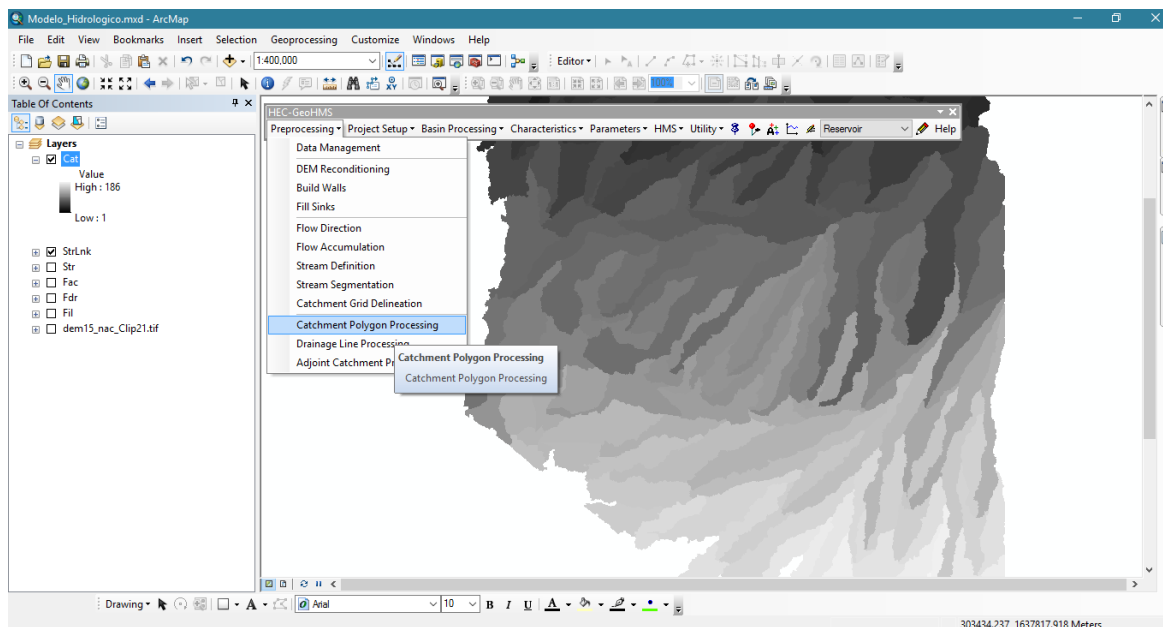 Modelo_Hidrologico.mxd - ArcMap
File Edit View Bookmarks Insert Selection Geoprocessing Customize Windows Help
1:400,000 Editor
100%
Table Of Contents
Layers
Cat
Value
High : 186
Low : 1
StrLnk
Str
Fac
Fdr
Fil
dem15_nac_Clip21.tif
HEC-GeoHMS
Preprocessing Project Setup Basin Processing Characteristics Parameters HMS Utility Reservoir Help
Data Management
DEM Reconditioning
Build Walls
Fill Sinks
Flow Direction
Flow Accumulation
Stream Definition
Stream Segmentation
Catchment Grid Delineation
Catchment Polygon Processing
Drainage Line Processing
Adjoint Catchment P
Catchment Polygon Processing
Catchment Polygon Processing
Drawing A Arial 10 B I U A
303434.237 1637817.918 Meters